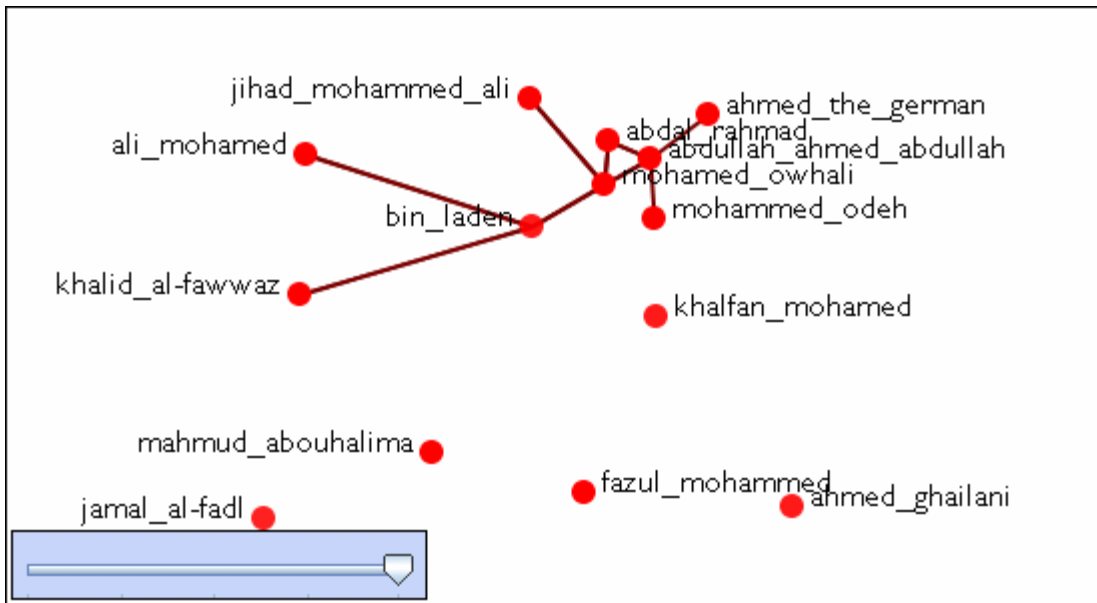 jihad_mohammed_ali
ahmed_the_german
abdal_rahmad
ali_mohamed
abdullah_ahmed_abdullah
mohamed_owhali
bin_laden
mohammed_odeh
khalid_al-fawwaz
khalfan_mohamed
mahmud_abouhalima
fazul_mohammed
ahmed_ghailani
jamal_al-fadl